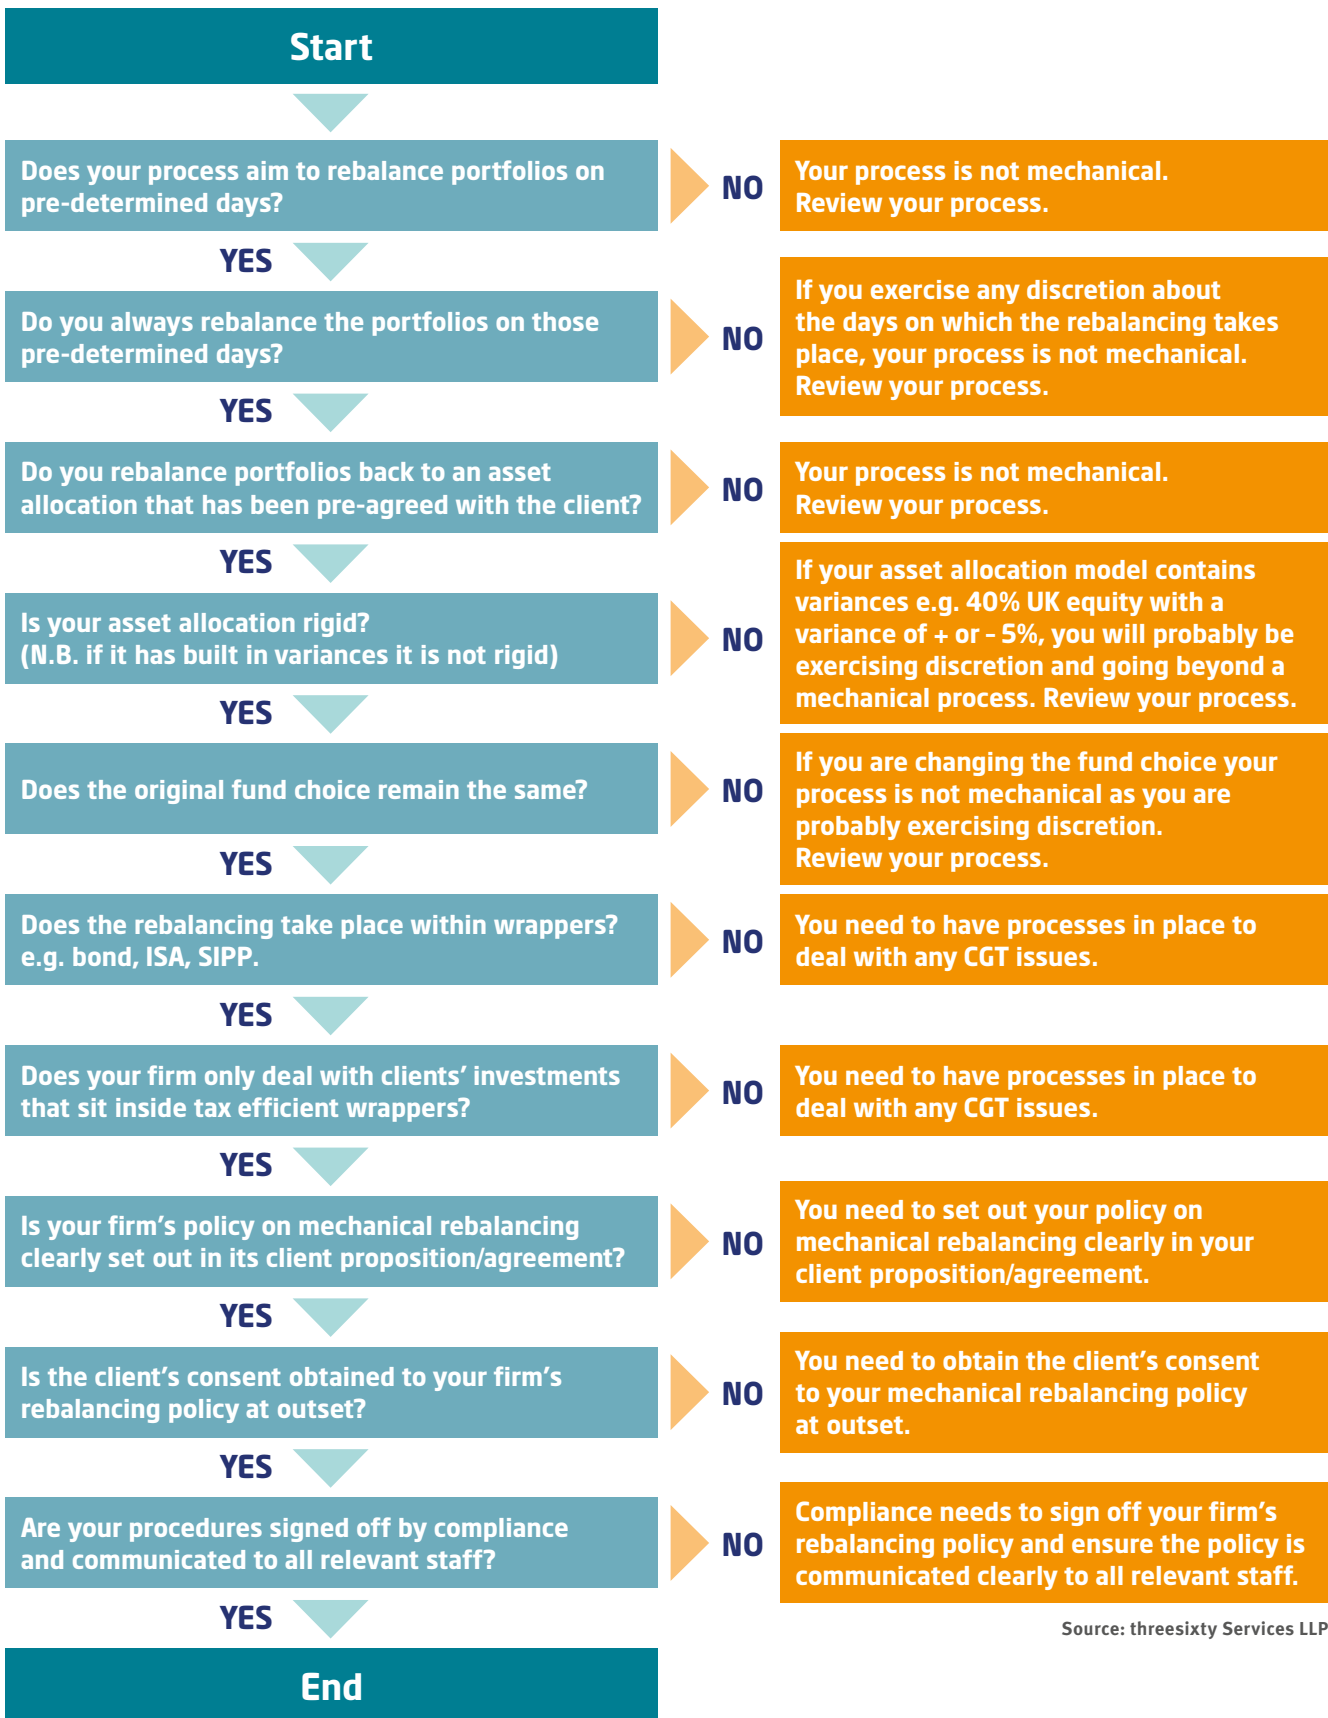 Start
Does your process aim to rebalance portfolios on
pre-determined days?
NO
Your process is not mechanical.
Review your process.
YES
Do you always rebalance the portfolios on those
pre-determined days?
NO
If you exercise any discretion about
the days on which the rebalancing takes
place, your process is not mechanical.
Review your process.
YES
Do you rebalance portfolios back to an asset
allocation that has been pre-agreed with the client?
NO
Your process is not mechanical.
Review your process.
YES
Is your asset allocation rigid?
(N.B. if it has built in variances it is not rigid)
NO
If your asset allocation model contains
variances e.g. 40% UK equity with a
variance of + or – 5%, you will probably be
exercising discretion and going beyond a
mechanical process. Review your process.
YES
Does the original fund choice remain the same?
NO
If you are changing the fund choice your
process is not mechanical as you are
probably exercising discretion.
Review your process.
YES
Does the rebalancing take place within wrappers?
e.g. bond, ISA, SIPP.
NO
You need to have processes in place to
deal with any CGT issues.
YES
Does your firm only deal with clients’ investments
that sit inside tax efficient wrappers?
NO
You need to have processes in place to
deal with any CGT issues.
YES
Is your firm’s policy on mechanical rebalancing
clearly set out in its client proposition/agreement?
NO
You need to set out your policy on
mechanical rebalancing clearly in your
client proposition/agreement.
YES
Is the client’s consent obtained to your firm’s
rebalancing policy at outset?
NO
You need to obtain the client’s consent
to your mechanical rebalancing policy
at outset.
YES
Are your procedures signed off by compliance
and communicated to all relevant staff?
NO
Compliance needs to sign off your firm’s
rebalancing policy and ensure the policy is
communicated clearly to all relevant staff.
YES
Source: threesixty Services LLP
End